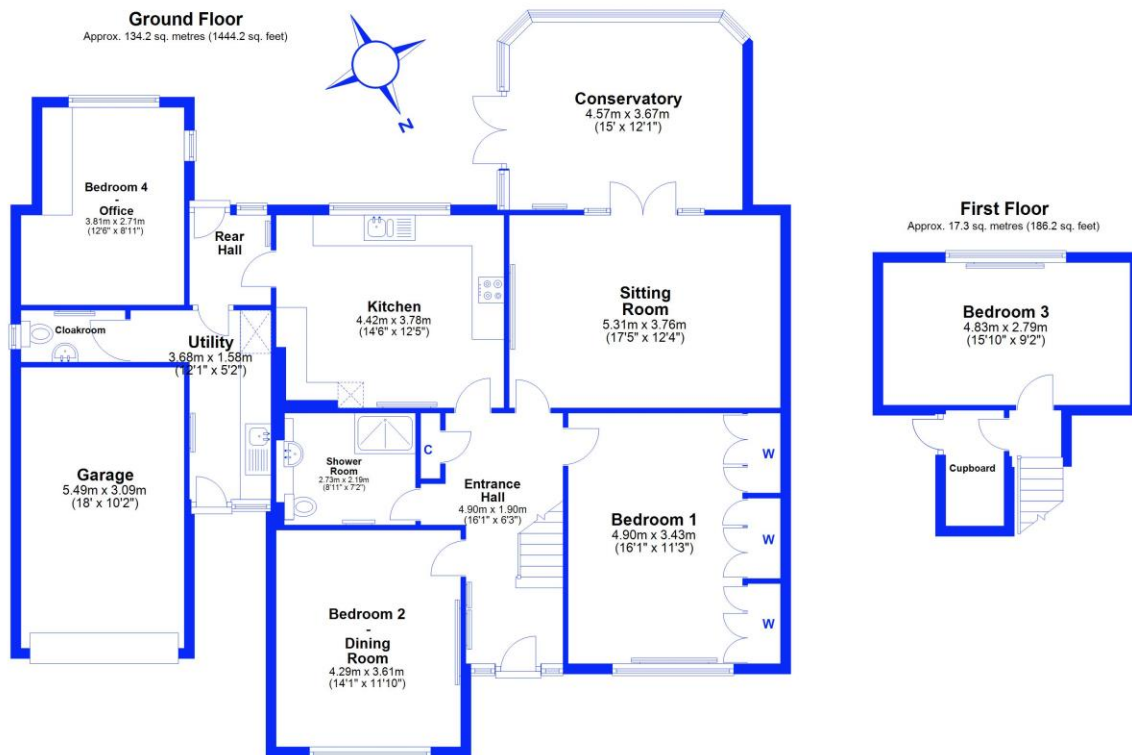 Ground Floor
Approx. 134.2 sq. metres (1444.2 sq. feet)
N
Conservatory
4.57m x 3.67m
(15' x 12'1")
Bedroom 4
-
Office
3.81m x 2.71m
(12'6" x 8'11")
Rear
Hall
Kitchen
4.42m x 3.78m
(14'6" x 12'5")
Sitting
Room
5.31m x 3.76m
(17'5" x 12'4")
Cloakroom
Utility
3.68m x 1.58m
(12'1" x 5'2")
Garage
5.49m x 3.09m
(18' x 10'2")
Shower
Room
2.73m x 2.19m
(8'11" x 7'2")
C
Entrance
Hall
4.90m x 1.90m
(16'1" x 6'3")
Bedroom 1
4.90m x 3.43m
(16'1" x 11'3")
W
W
W
Bedroom 2
-
Dining
Room
4.29m x 3.61m
(14'1" x 11'10")
First Floor
Approx. 17.3 sq. metres (186.2 sq. feet)
Bedroom 3
4.83m x 2.79m
(15'10" x 9'2")
Cupboard